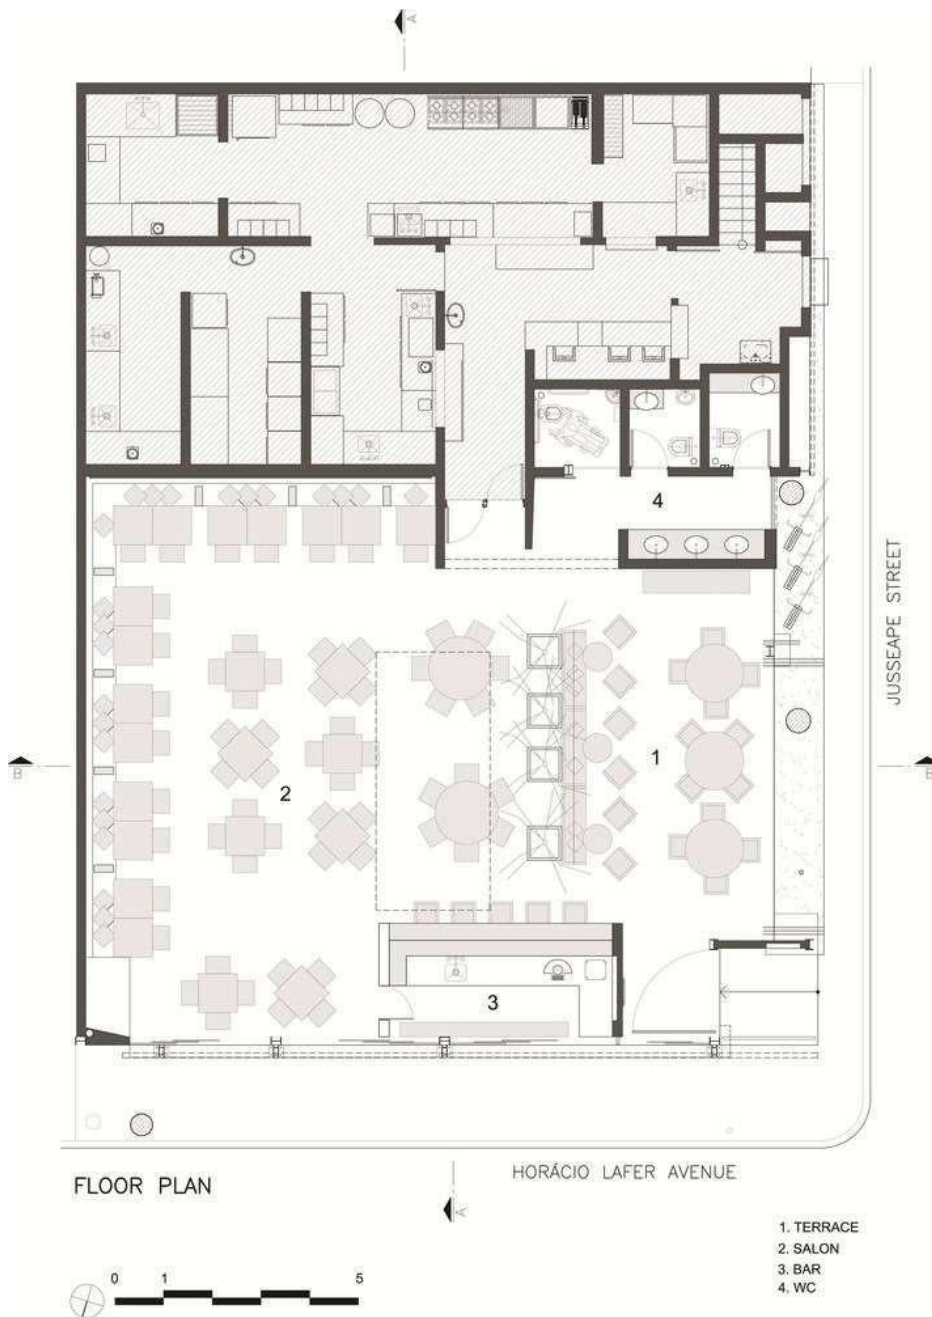 A
4
JUSSEAPE STREET
1
B
B
2
3
HORÁCIO LAFER AVENUE
FLOOR PLAN
A
1. TERRACE
2. SALON
3. BAR
4. WC
0 1 5